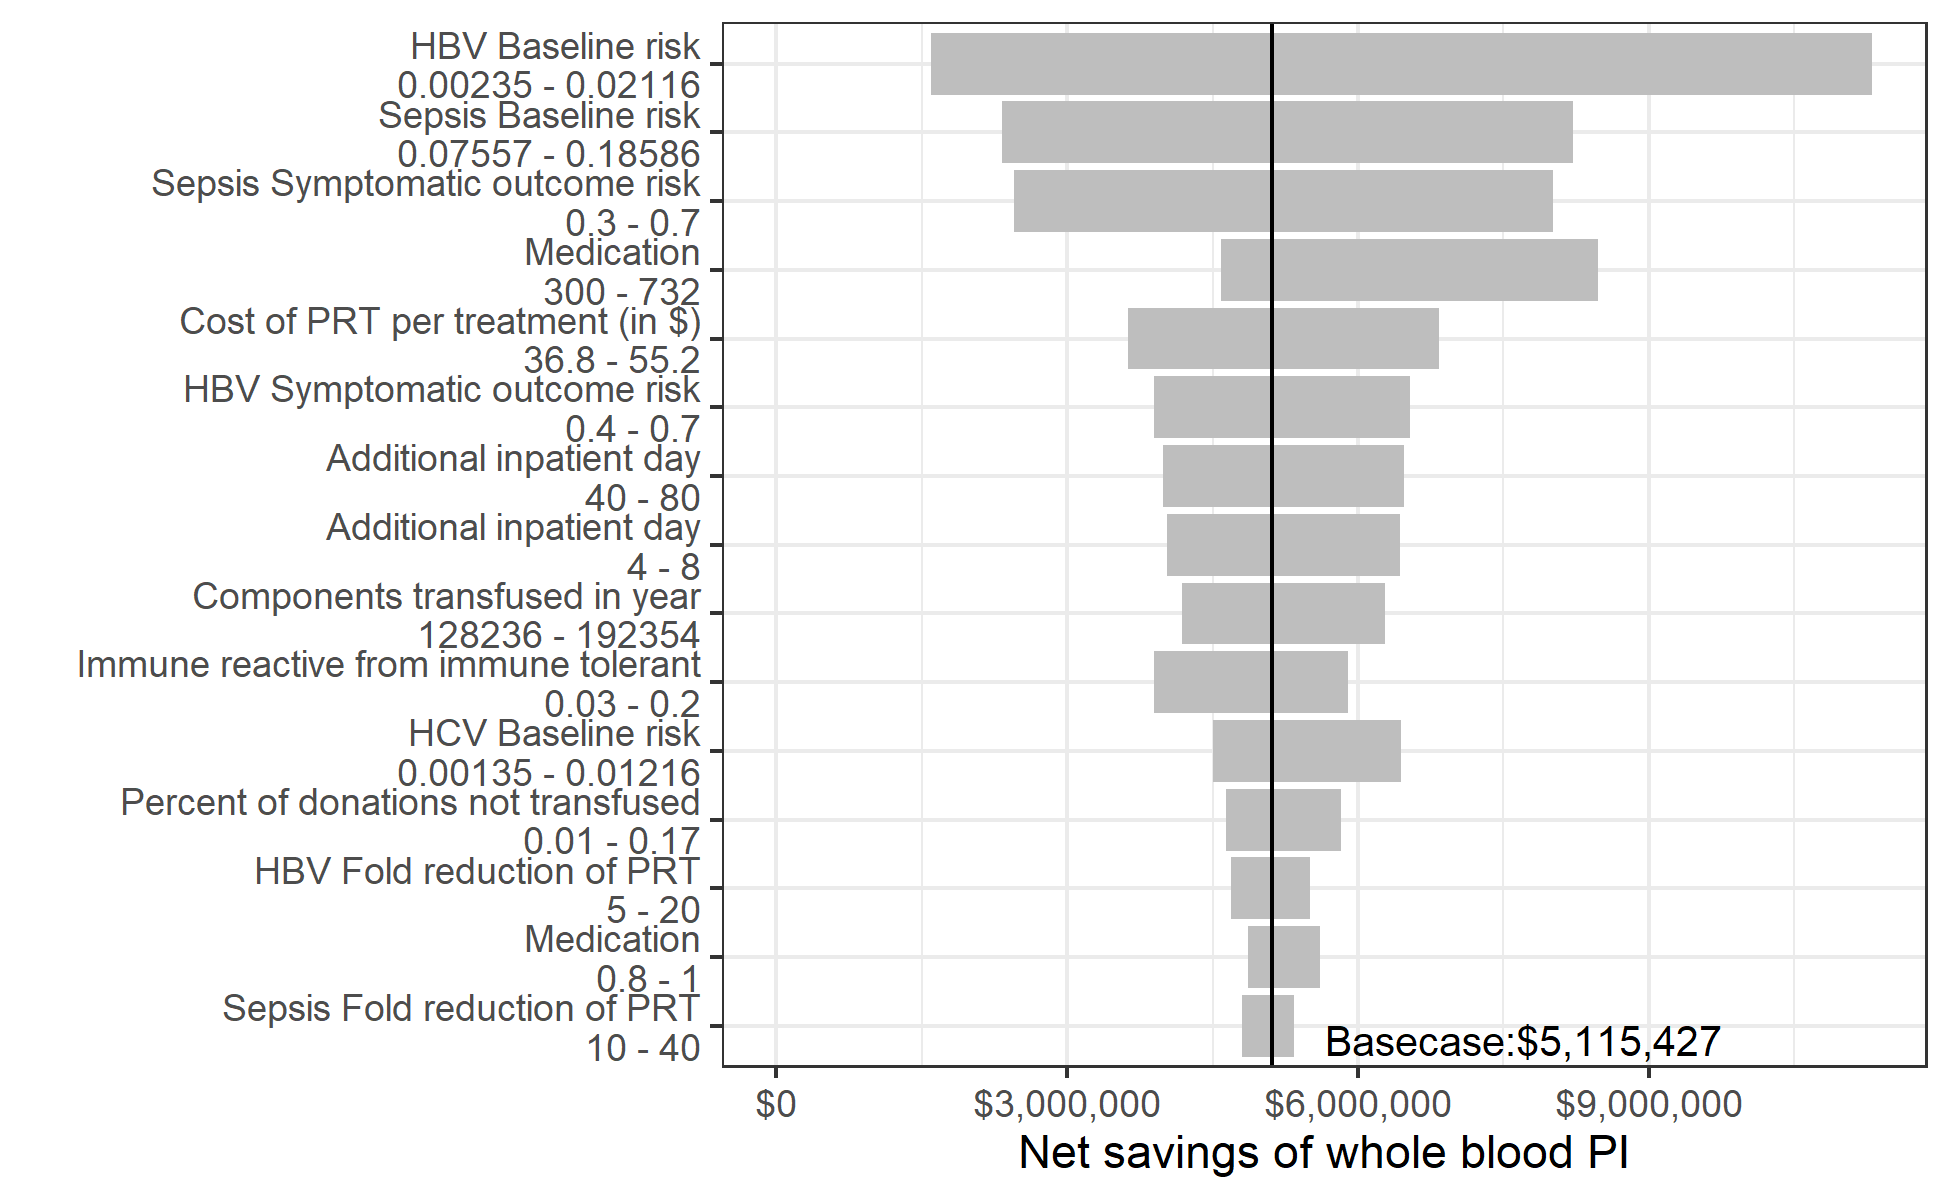 HBV Baseline risk
0.00235 - 0.02116
Sepsis Baseline risk
0.07557 - 0.18586
Sepsis Symptomatic outcome risk
0.3 - 0.7
Medication
300 - 732
Cost of PRT per treatment (in $)
36.8 - 55.2
HBV Symptomatic outcome risk
0.4 - 0.7
Additional inpatient day
40 - 80
Additional inpatient day
4 - 8
Components transfused in year
128236 - 192354
Immune reactive from immune tolerant
0.03 - 0.2
HCV Baseline risk
0.00135 - 0.01216
Percent of donations not transfused
0.01 - 0.17
HBV Fold reduction of PRT
5 - 20
Medication
0.8 - 1
Sepsis Fold reduction of PRT
10 - 40
Basecase:$5,115,427
$0 $3,000,000 $6,000,000 $9,000,000
Net savings of whole blood PI